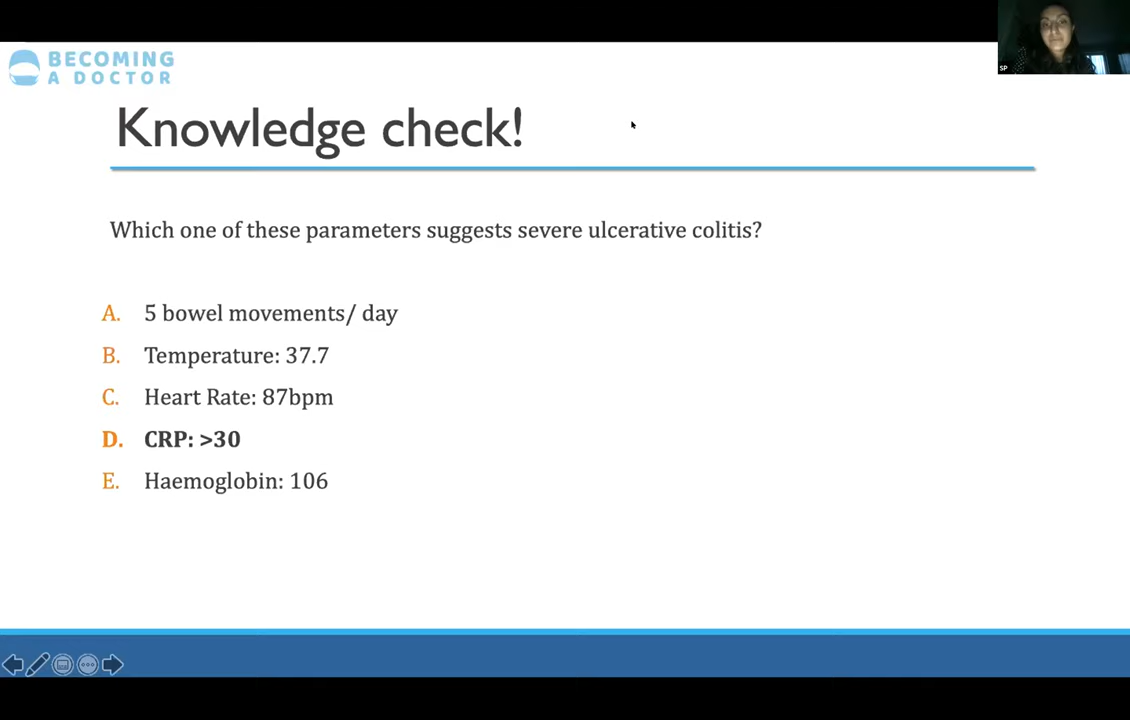 BECOMING
A DOCTOR
SP
Knowledge check!
Which one of these parameters suggests severe ulcerative colitis?
A. 5 bowel movements/ day
B. Temperature: 37.7
C. Heart Rate: 87bpm
D. CRP: >30
E. Haemoglobin: 106